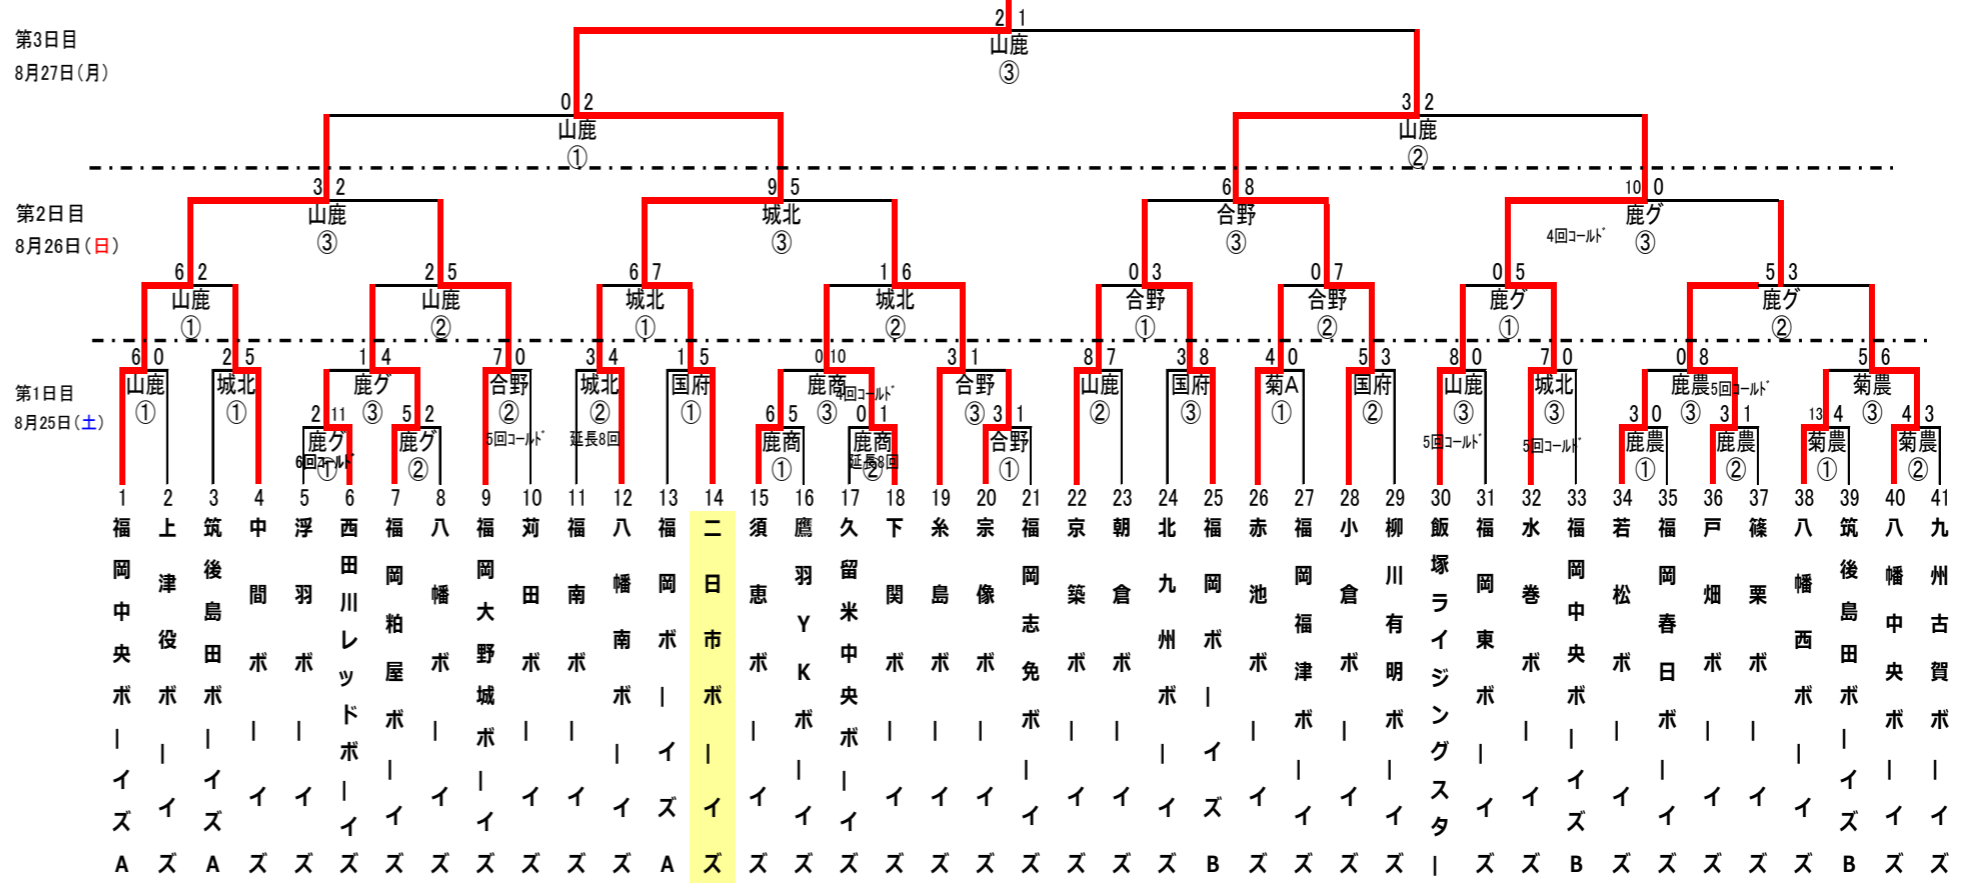 2 1
第3日目
山鹿
8月27日(月)
③
0 2
3 2
山鹿
山鹿
①
②
3 2
9 5
6 8
10 0
第2日目
山鹿
城北
合野
鹿グ
8月26日(日)
③
③
③
4回コールド
③
6 2
2 5
6 7
1 6
0 3
0 7
0 5
5 3
山鹿
山鹿
城北
城北
合野
合野
鹿グ
鹿グ
①
②
①
②
①
②
①
②
6 0
2 5
1 4
7 0
3 4
1 5
0 10
3 1
8 7
3 8
4 0
5 3
8 0
7 0
0 8
5 6
第1日目
山鹿
城北
鹿グ
合野
城北
国府
鹿商
4回コールド
合野
山鹿
国府
菊A
国府
山鹿
城北
鹿農
5回コールド
菊農
8月25日(土)
①
①
③
②
②
①
③
③
②
③
①
②
③
③
③
③
2 11
5 2
6 5
0 1
3 1
3 0
3 1
13 4
4 3
鹿グ
鹿グ
5回コールド
延長8回
鹿商
鹿商
合野
5回コールド
5回コールド
鹿農
鹿農
菊農
菊農
6回コールド
①
②
①
延長8回
②
①
①
②
①
②
1 福岡中央ボーイズA
2 上津役ボーイズ
3 筑後島田ボーイズA
4 中間ボーイズ
5 浮羽ボーイズ
6 西田川レッドボーイズ
7 福岡粕屋ボーイズ
8 八幡ボーイズ
9 福岡大野城ボーイズ
10 苅田ボーイズ
11 福南ボーイズ
12 八幡南ボーイズ
13 福岡ボーイズA
14 二日市ボーイズ
15 須恵ボーイズ
16 鷹羽YKボーイズ
17 久留米中央ボーイズ
18 下関ボーイズ
19 糸島ボーイズ
20 宗像ボーイズ
21 福岡志免ボーイズ
22 京築ボーイズ
23 朝倉ボーイズ
24 北九州ボーイズ
25 福岡ボーイズB
26 赤池ボーイズ
27 福岡福津ボーイズ
28 小倉ボーイズ
29 柳川有明ボーイズ
30 飯塚ライジングスター
31 福岡東ボーイズ
32 水巻ボーイズ
33 福岡中央ボーイズB
34 若松ボーイズ
35 福岡春日ボーイズ
36 戸畑ボーイズ
37 篠栗ボーイズ
38 八幡西ボーイズ
39 筑後島田ボーイズB
40 八幡中央ボーイズ
41 九州古賀ボーイズ